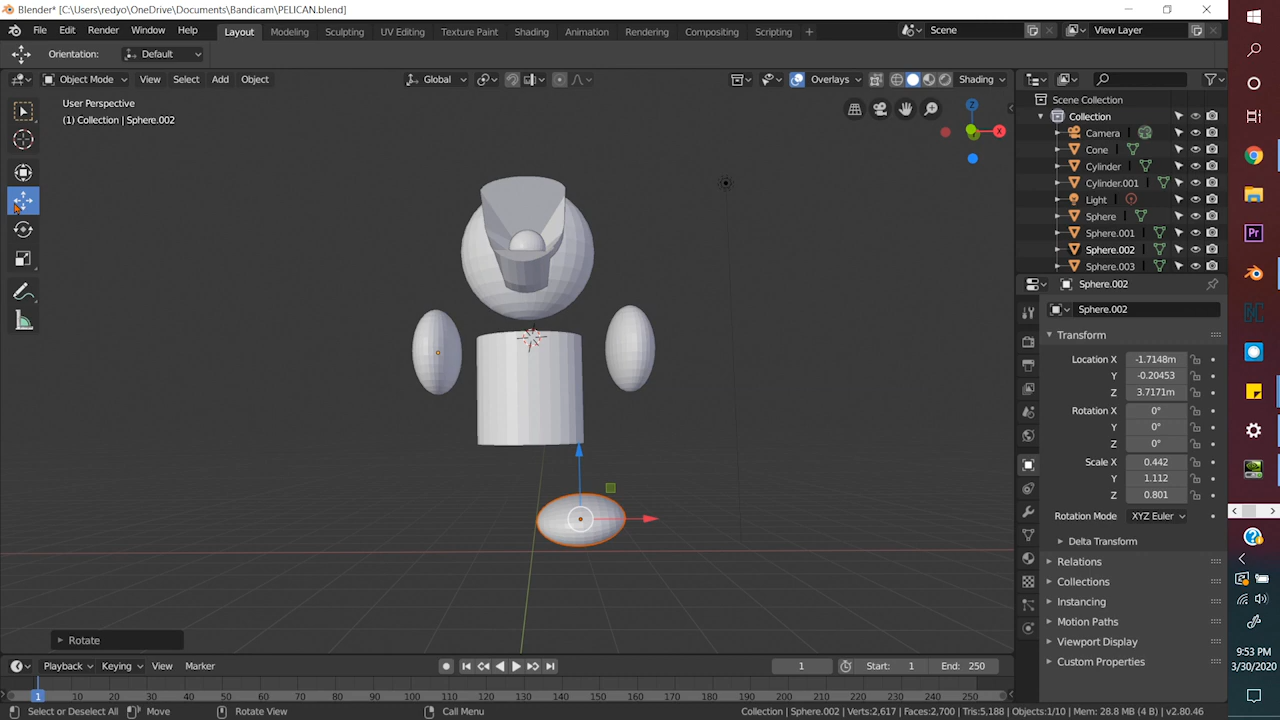 Blender* [C:\Users\redyo\OneDrive\Documents\Bandicam\PELICAN.blend]
File Edit Render Window Help Layout Modeling Sculpting UV Editing Texture Paint Shading Animation Rendering Compositing Scripting + Scene View Layer
Orientation: Default
Object Mode View Select Add Object Global Overlays Shading
User Perspective
(1) Collection | Sphere.002
Z
X
Scene Collection
Collection
Camera
Cone
Cylinder
Cylinder.001
Light
Sphere
Sphere.001
Sphere.002
Sphere.003
Sphere.002
Sphere.002
Transform
Location X -1.7148m
Y -0.20453
Z 3.7171m
Rotation X 0°
Y 0°
Z 0°
Scale X 0.442
Y 1.112
Z 0.801
Rotation Mode XYZ Euler
Delta Transform
Relations
Collections
Instancing
Motion Paths
Viewport Display
Custom Properties
Pr
9:53 PM
3/30/2020
Rotate
Playback Keying View Marker 1 Start: 1 End: 250
1 10 20 30 40 50 60 70 80 90 100 110 120 130 140 150 160 170 180 190 200 210 220 230 240 250
Select or Deselect All Move Rotate View Call Menu Collection | Sphere.002 | Verts:2,617 | Faces:2,700 | Tris:5,188 | Objects:1/10 | Mem: 28.8 MB (4 B) | v2.80.46